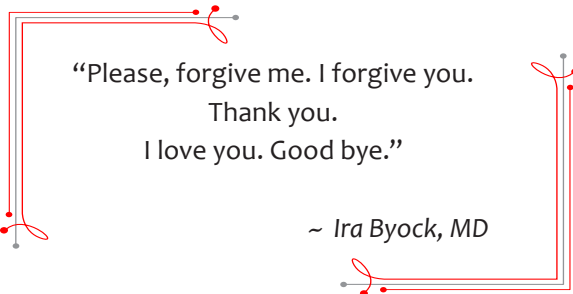 “Please, forgive me. I forgive you.
Thank you.
I love you. Good bye.”
~ Ira Byock, MD